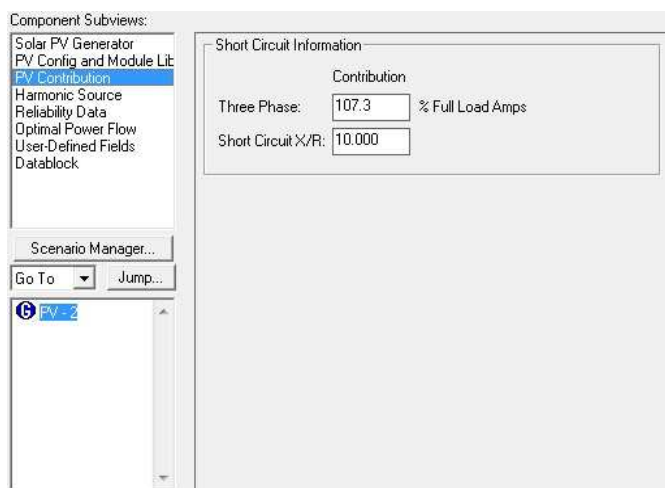 Component Subviews:
Solar PV Generator
PV Config and Module Lib
PV Contribution
Harmonic Source
Reliability Data
Optimal Power Flow
User-Defined Fields
Datablock
Scenario Manager...
Go To
Jump...
PV - 2
Short Circuit Information
Contribution
Three Phase: 107.3 % Full Load Amps
Short Circuit X/R: 10.000